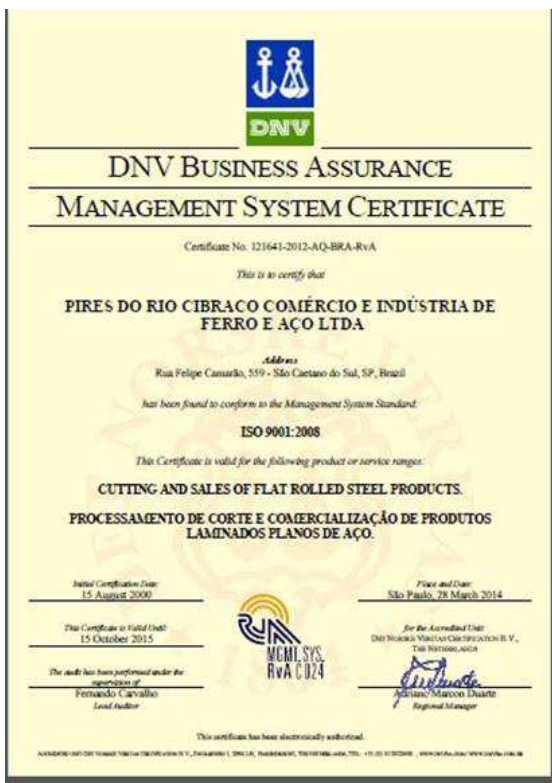 DNV
DNV BUSINESS ASSURANCE
MANAGEMENT SYSTEM CERTIFICATE
Certificate No. 121641-2012-AQ-BRA-RvA
This is to certify that
PIRES DO RIO CIBRACO COMÉRCIO E INDÚSTRIA DE
FERRO E AÇO LTDA
Address
Rua Felipe Camarão, 559 - São Caetano do Sul, SP, Brazil
has been found to conform to the Management System Standard:
ISO 9001:2008
This Certificate is valid for the following product or service ranges:
CUTTING AND SALES OF FLAT ROLLED STEEL PRODUCTS.
PROCESSAMENTO DE CORTE E COMERCIALIZAÇÃO DE PRODUTOS
LAMINADOS PLANOS DE AÇO.
Initial Certification Date:
15 August 2000
Place and Date:
São Paulo, 28 March 2014
This Certificate is Valid Until:
15 October 2015
for the Accredited Unit:
DET NORSKE VERITAS CERTIFICATION B.V.,
THE NETHERLANDS
RvA
MGMT. SYS.
RvA C 024
The audit has been performed under the
supervision of
Fernando Carvalho
Lead Auditor
Adriano Marcon Duarte
Regional Manager
This certificate has been electronically authorized.